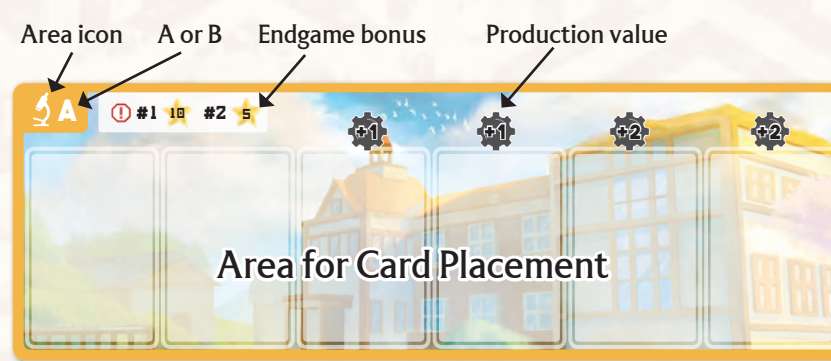 Area icon A or B Endgame bonus Production value
A #1 10 #2 5
+1 +1 +2 +2
Area for Card Placement